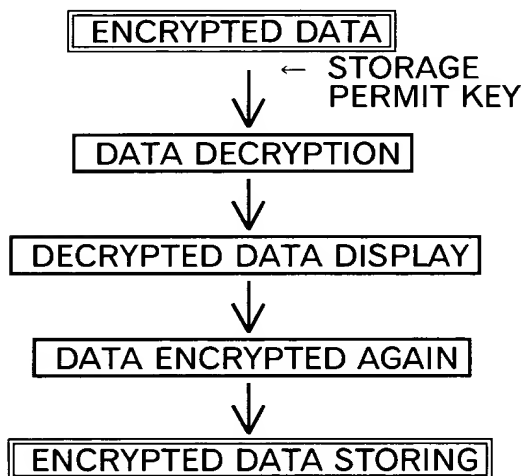 ENCRYPTED DATA
← STORAGE
PERMIT KEY
DATA DECRYPTION
DECRYPTED DATA DISPLAY
DATA ENCRYPTED AGAIN
ENCRYPTED DATA STORING